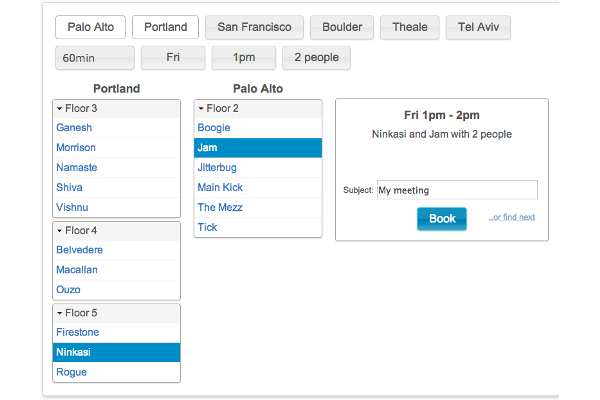 Palo Alto Portland San Francisco Boulder Theale Tel Aviv
60min Fri 1pm 2 people
Portland
Floor 3
Ganesh
Morrison
Namaste
Shiva
Vishnu
Floor 4
Belvedere
Macallan
Ouzo
Floor 5
Firestone
Ninkasi
Rogue
Palo Alto
Floor 2
Boogie
Jam
Jitterbug
Main Kick
The Mezz
Tick
Fri 1pm - 2pm
Ninkasi and Jam with 2 people
Subject: My meeting
Book ..or find next